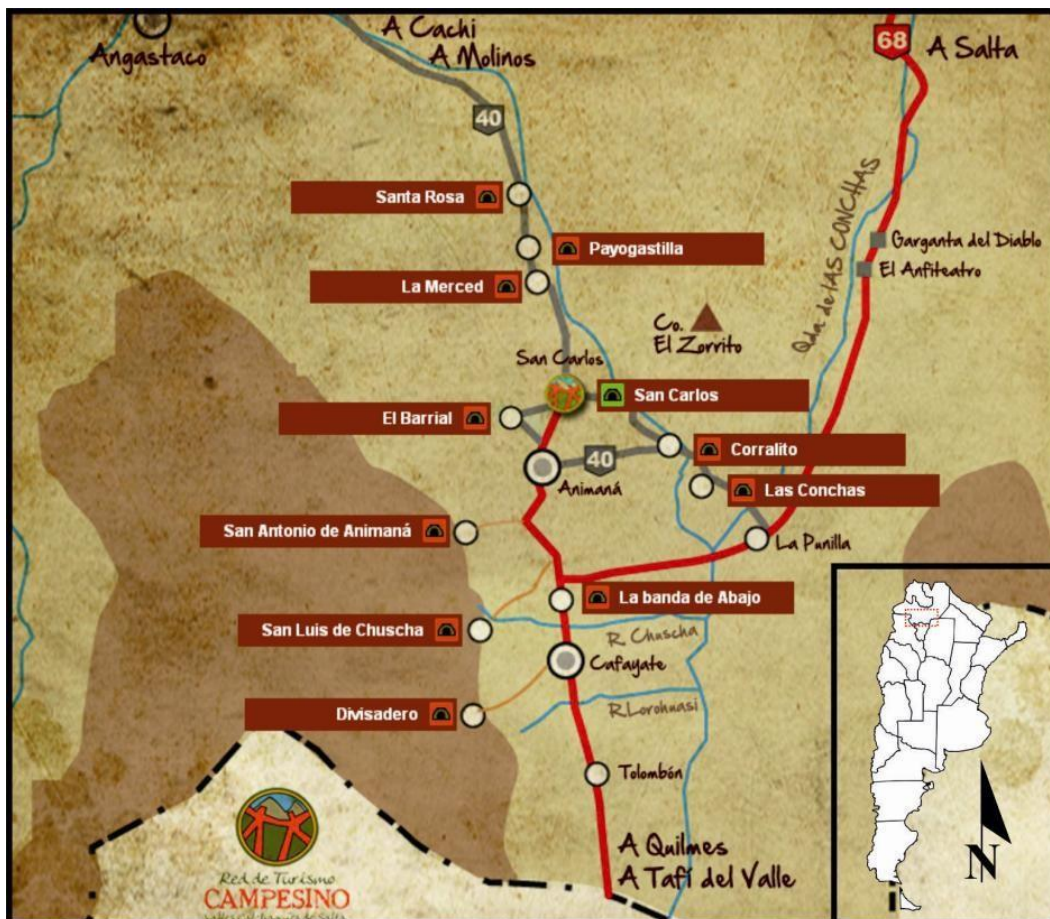 Angastaco
A Cachi
A Molinos
68
A Salta
40
Santa Rosa
Payogastilla
La Merced
Qda de LAS CONCHAS
Garganta del Diablo
El Anfiteatro
Co.
El Zorrito
San Carlos
San Carlos
El Barrial
Corralito
40
Animaná
Las Conchas
San Antonio de Animaná
La Punilla
La banda de Abajo
San Luis de Chuscha
R. Chuscha
Cafayate
R. Lorohuasi
Divisadero
Tolombón
A Quilmes
A Tafí del Valle
N
Red de Turismo
CAMPESINO